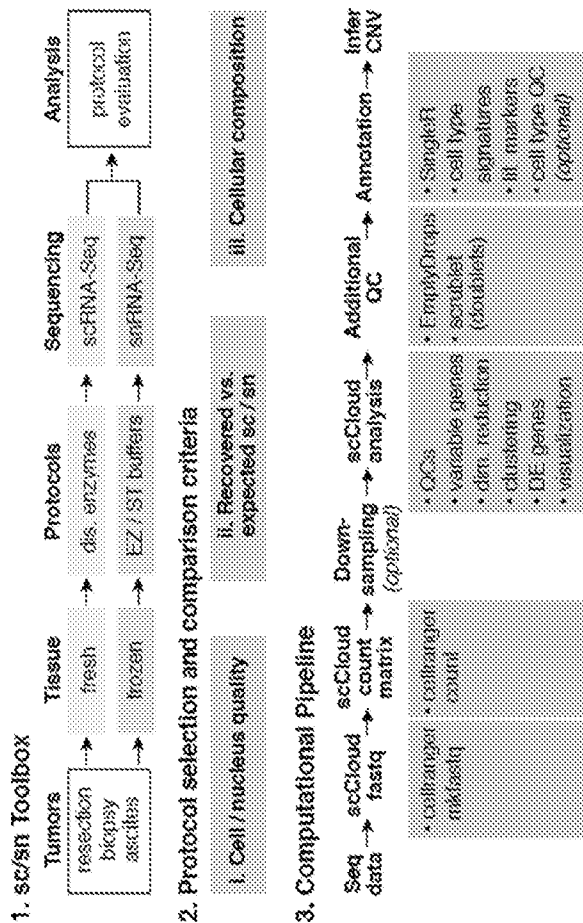 1. sc/sn Toolbox
Tumors
Tissue
Protocols
Sequencing
Analysis
resection
biopsy
ascites
fresh
dis. enzymes
scRNA-Seq
frozen
EZ / ST buffers
snRNA-Seq
protocol
evaluation
2. Protocol selection and comparison criteria
i. Cell / nucleus quality
ii. Recovered vs.
expected sc / sn
iii. Cellular composition
3. Computational Pipeline
Seq
data
scCloud
fastq
scCloud
count
matrix
Down-
sampling
(optional)
scCloud
analysis
Additional
QC
Annotation
Infer
CNV
• cellranger
mkfastq
• cellranger
count
• QCs
• variable genes
• dim. reduction
• clustering
• DE genes
• visualization
• EmptyDrops
• scrublet
(doublets)
• SingleR
• cell type
signatures
• lit. markers
• cell type QC
(optional)